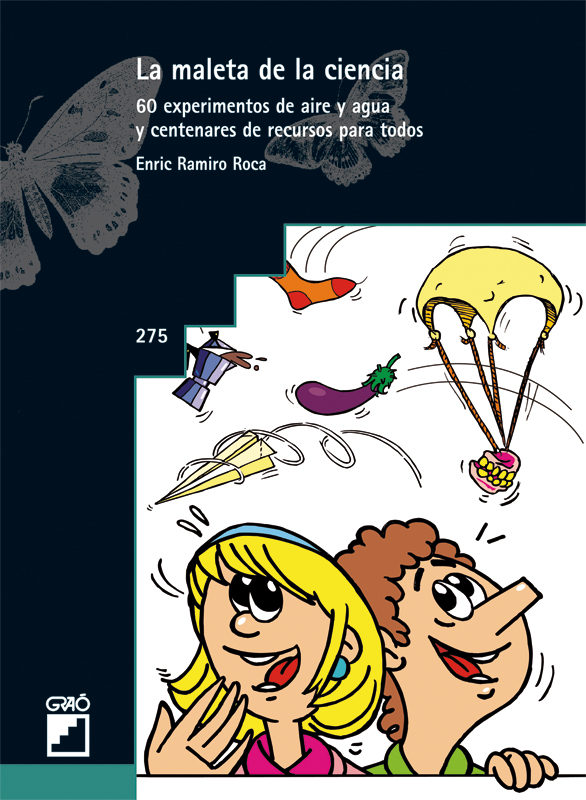 La maleta de la ciencia
60 experimentos de aire y agua
y centenares de recursos para todos
Enric Ramiro Roca
275
GRAÓ